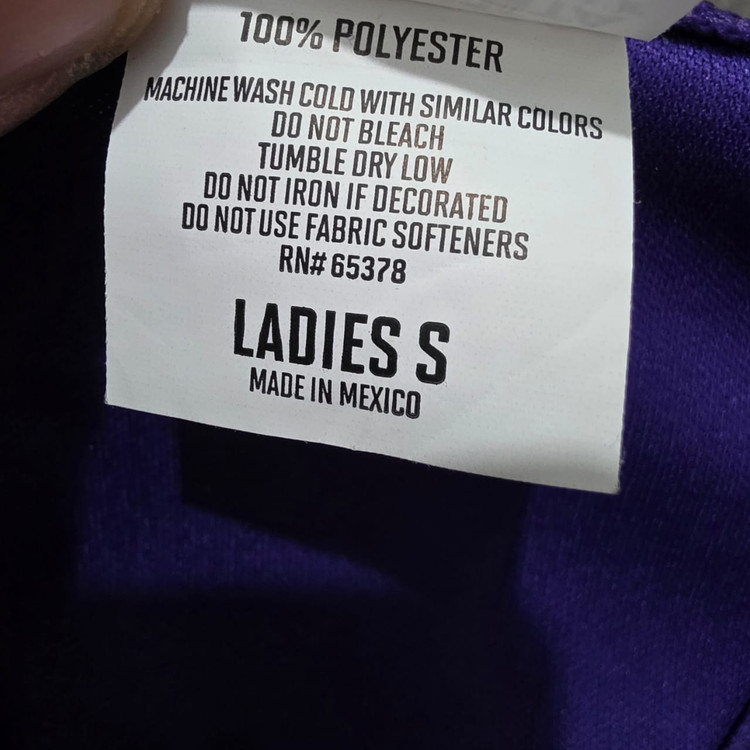 100% POLYESTER
MACHINE WASH COLD WITH SIMILAR COLORS
DO NOT BLEACH
TUMBLE DRY LOW
DO NOT IRON IF DECORATED
DO NOT USE FABRIC SOFTENERS
RN# 65378
LADIES S
MADE IN MEXICO